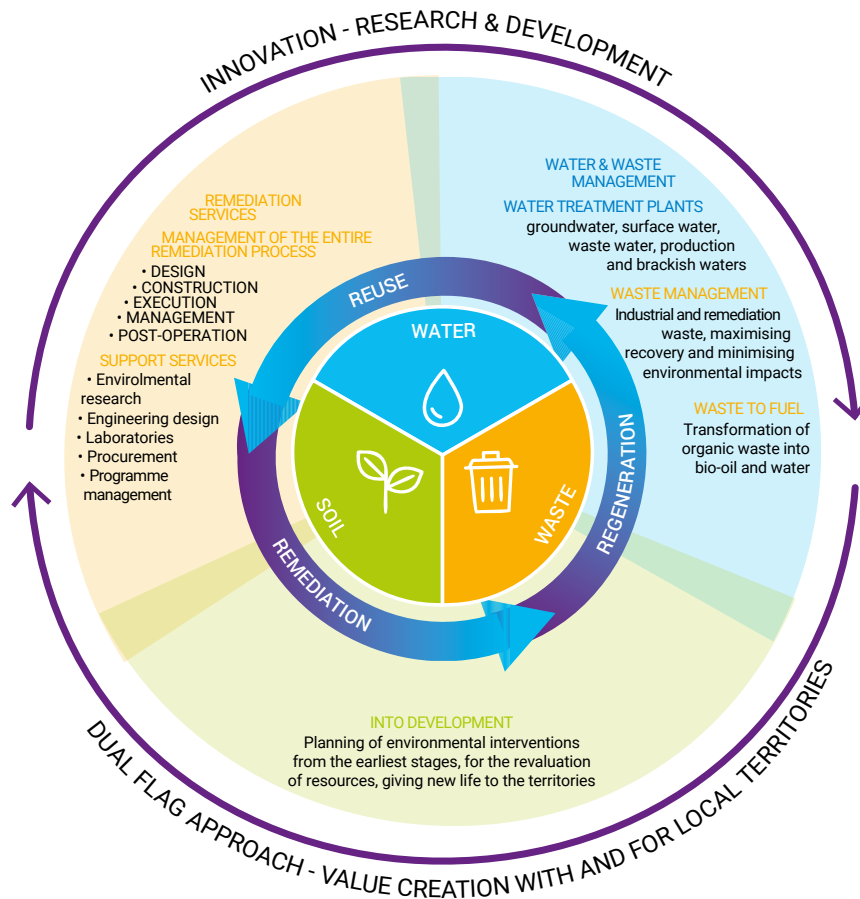 INNOVATION - RESEARCH & DEVELOPMENT
REMEDIATION
SERVICES
MANAGEMENT OF THE ENTIRE
REMEDIATION PROCESS
• DESIGN
• CONSTRUCTION
• EXECUTION
• MANAGEMENT
• POST-OPERATION
SUPPORT SERVICES
• Envirolmental
research
• Engineering design
• Laboratories
• Procurement
• Programme
management
WATER & WASTE
MANAGEMENT
WATER TREATMENT PLANTS
groundwater, surface water,
waste water, production
and brackish waters
WASTE MANAGEMENT
Industrial and remediation
waste, maximising
recovery and minimising
environmental impacts
WASTE TO FUEL
Transformation of
organic waste into
bio-oil and water
REUSE
WATER
SOIL
WASTE
REGENERATION
REMEDIATION
INTO DEVELOPMENT
Planning of environmental interventions
from the earliest stages, for the revaluation
of resources, giving new life to the territories
DUAL FLAG APPROACH - VALUE CREATION WITH AND FOR LOCAL TERRITORIES